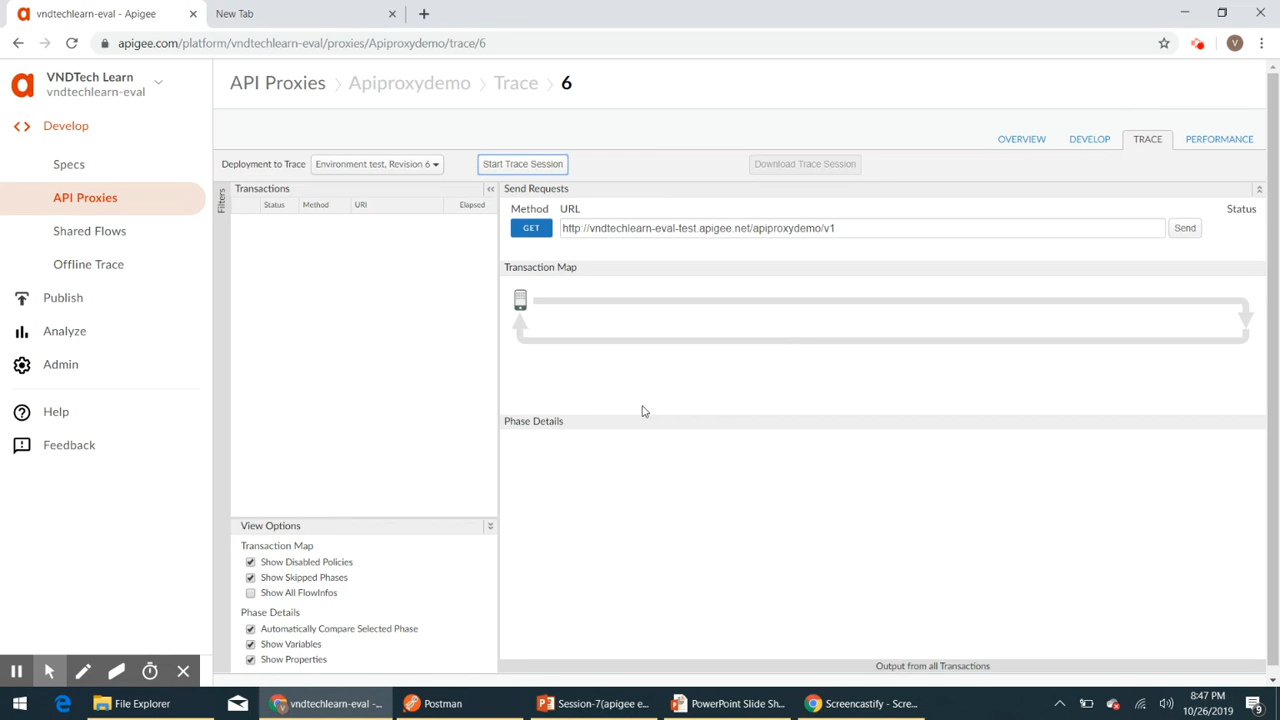 vndtechlearn-eval - Apigee
New Tab
apigee.com/platform/vndtechlearn-eval/proxies/Apiproxydemo/trace/6
V
VNDTech Learn
vndtechlearn-eval
Develop
Specs
API Proxies
Shared Flows
Offline Trace
Publish
Analyze
Admin
Help
Feedback
API Proxies > Apiproxydemo > Trace > 6
OVERVIEW DEVELOP TRACE PERFORMANCE
Deployment to Trace Environment test, Revision 6 Start Trace Session Download Trace Session
Filters
Transactions
Status Method URI Elapsed
Send Requests
Method URL Status
GET http://vndtechlearn-eval-test.apigee.net/apiproxydemo/v1 Send
Transaction Map
Phase Details
View Options
Transaction Map
Show Disabled Policies
Show Skipped Phases
Show All FlowInfos
Phase Details
Automatically Compare Selected Phase
Show Variables
Show Properties
Output from all Transactions
File Explorer
vndtechlearn-eval - ...
Postman
Session-7(apigee e...
PowerPoint Slide Sh...
Screencastify - Scre...
8:47 PM
10/26/2019
5